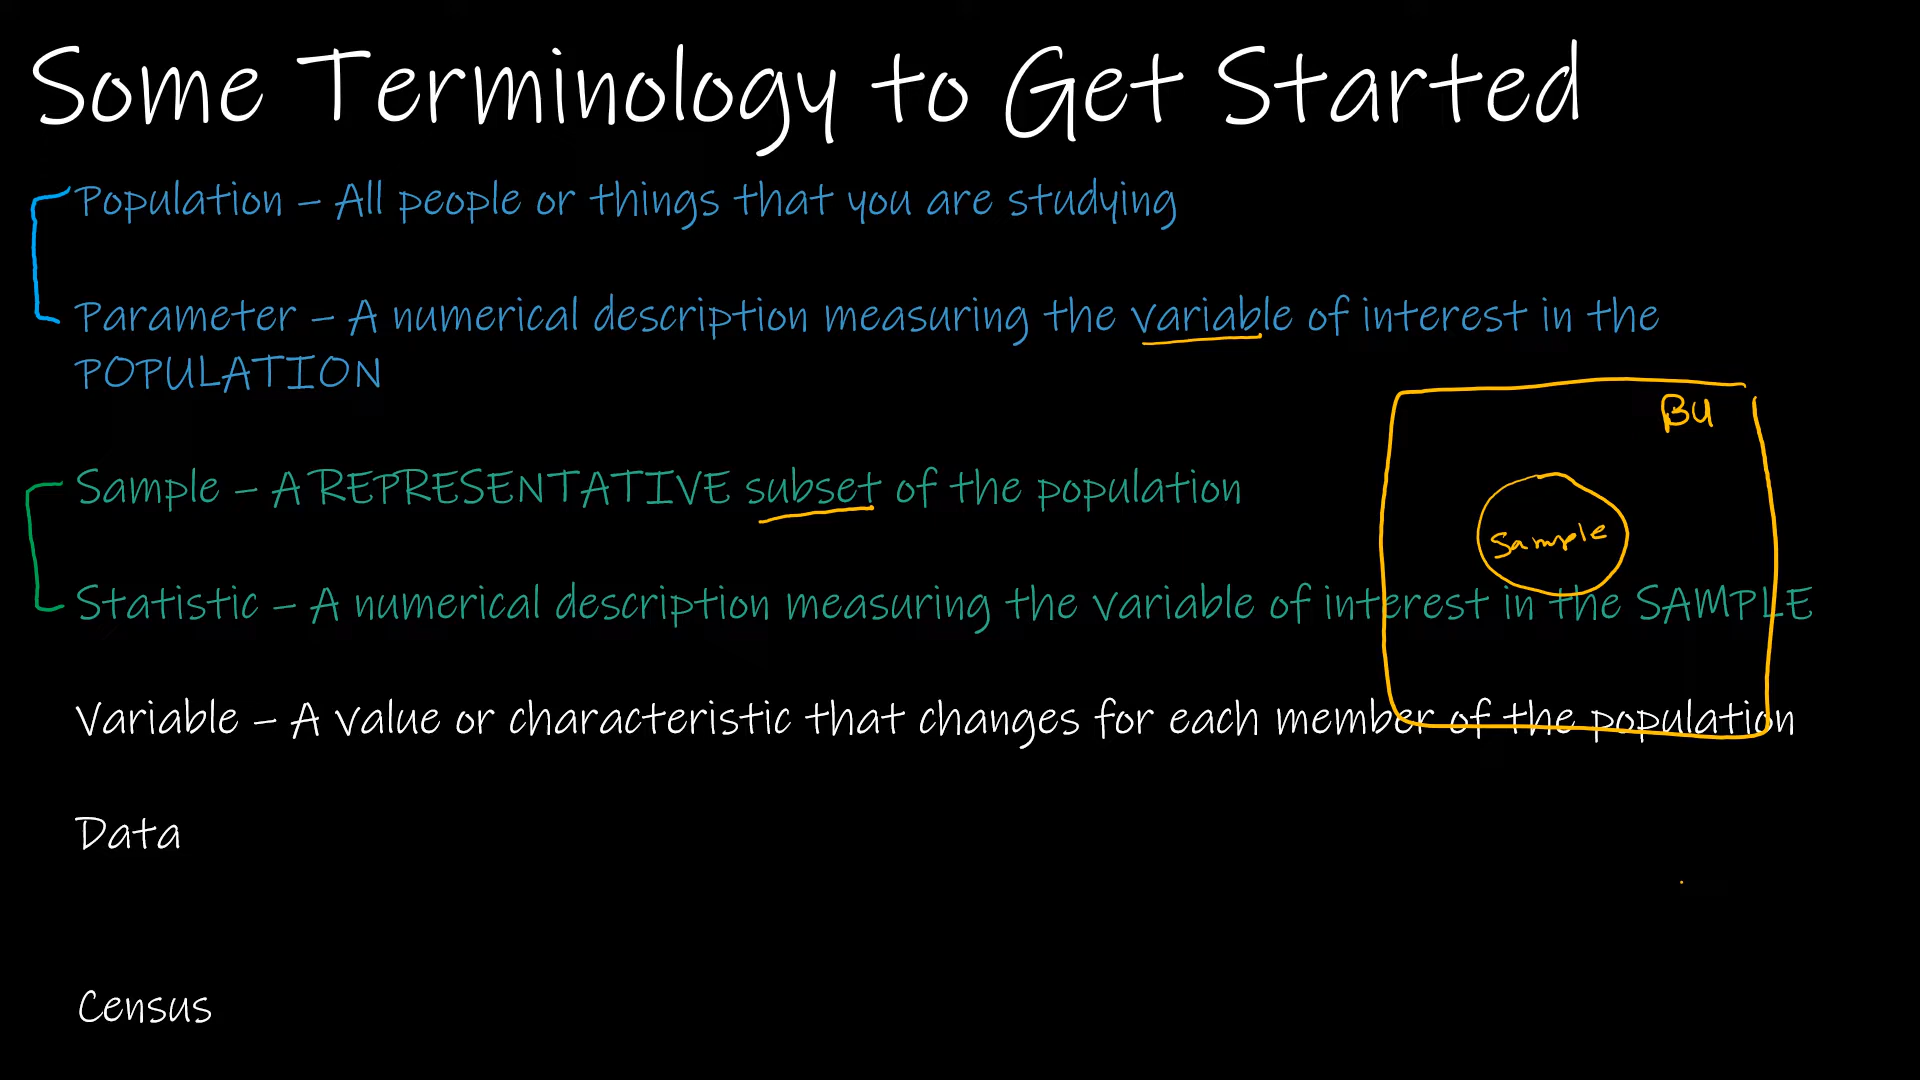 Some Terminology to Get Started
Population – All people or things that you are studying
Parameter – A numerical description measuring the variable of interest in the
POPULATION
BU
Sample – A REPRESENTATIVE subset of the population
Sample
Statistic – A numerical description measuring the variable of interest in the SAMPLE
Variable – A value or characteristic that changes for each member of the population
Data
Census